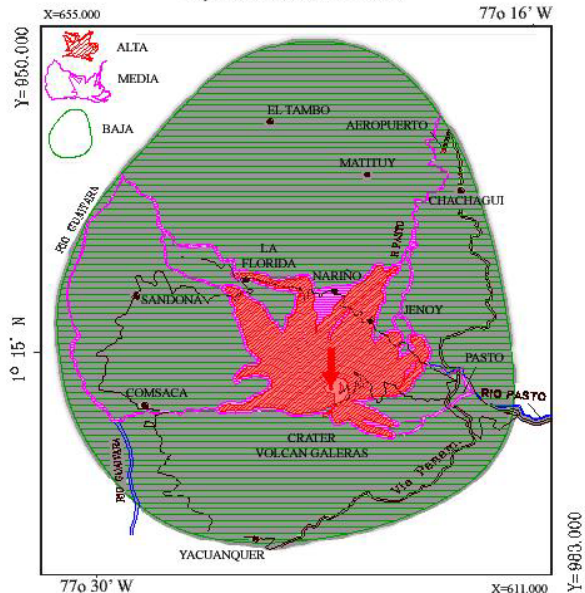 X=655.000
77o 16' W
Y=950.000
ALTA
MEDIA
BAJA
EL TAMBO
AEROPUERTO
MATITUY
CHACHAGUI
RIO GUAITARA
R PASTO
LA
FLORIDA
NARIÑO
SANDONÁ
JENOY
1o 15' N
PASTO
RIO PASTO
COMSACA
CRATER
VOLCAN GALERAS
RIO GUAITARA
Via Panam.
YACUANQUER
77o 30' W
X=611.000
Y=983.000